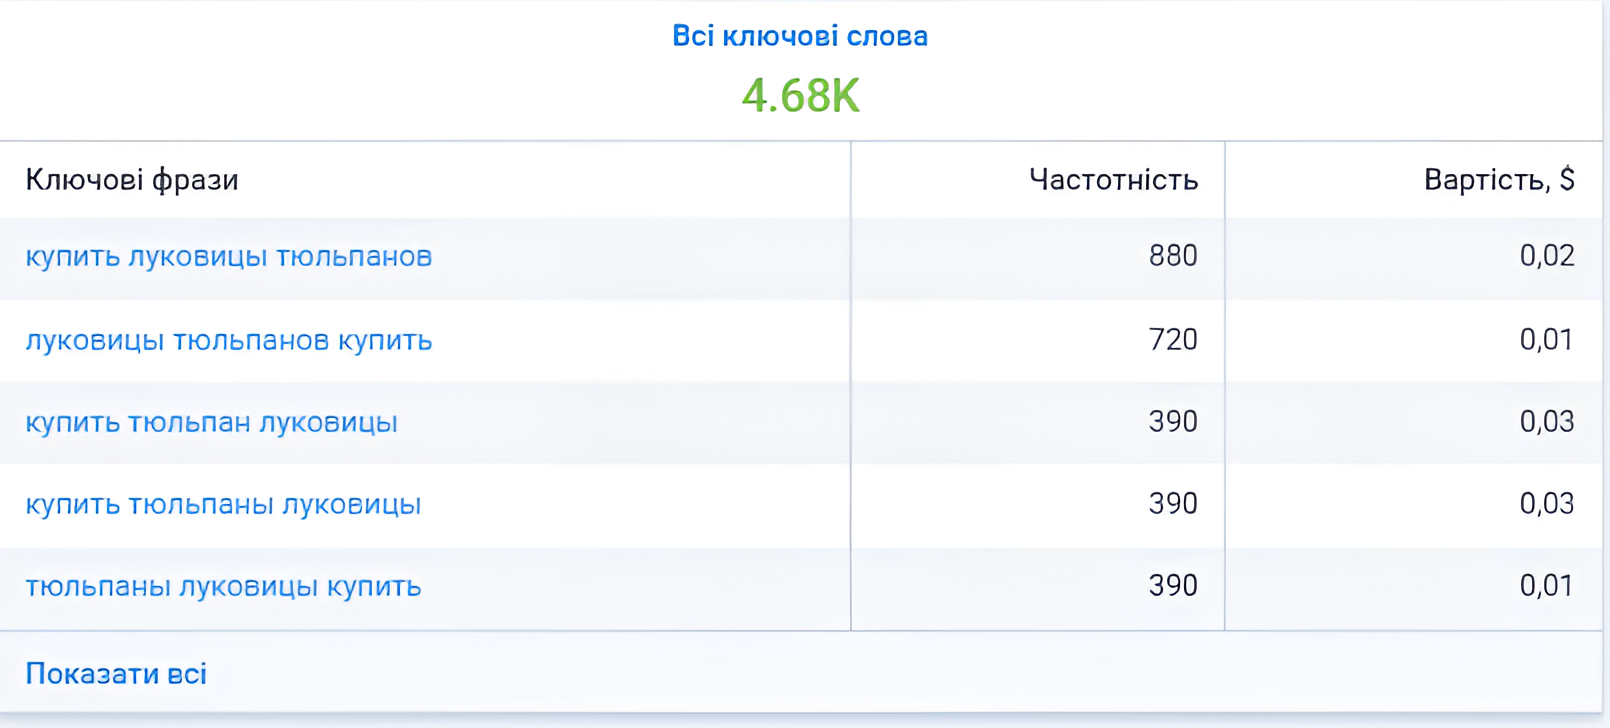 Всі ключові слова
4.68K
Ключові фрази Частотність Вартість, $
купить луковицы тюльпанов 880 0,02
луковицы тюльпанов купить 720 0,01
купить тюльпан луковицы 390 0,03
купить тюльпаны луковицы 390 0,03
тюльпаны луковицы купить 390 0,01
Показати всі